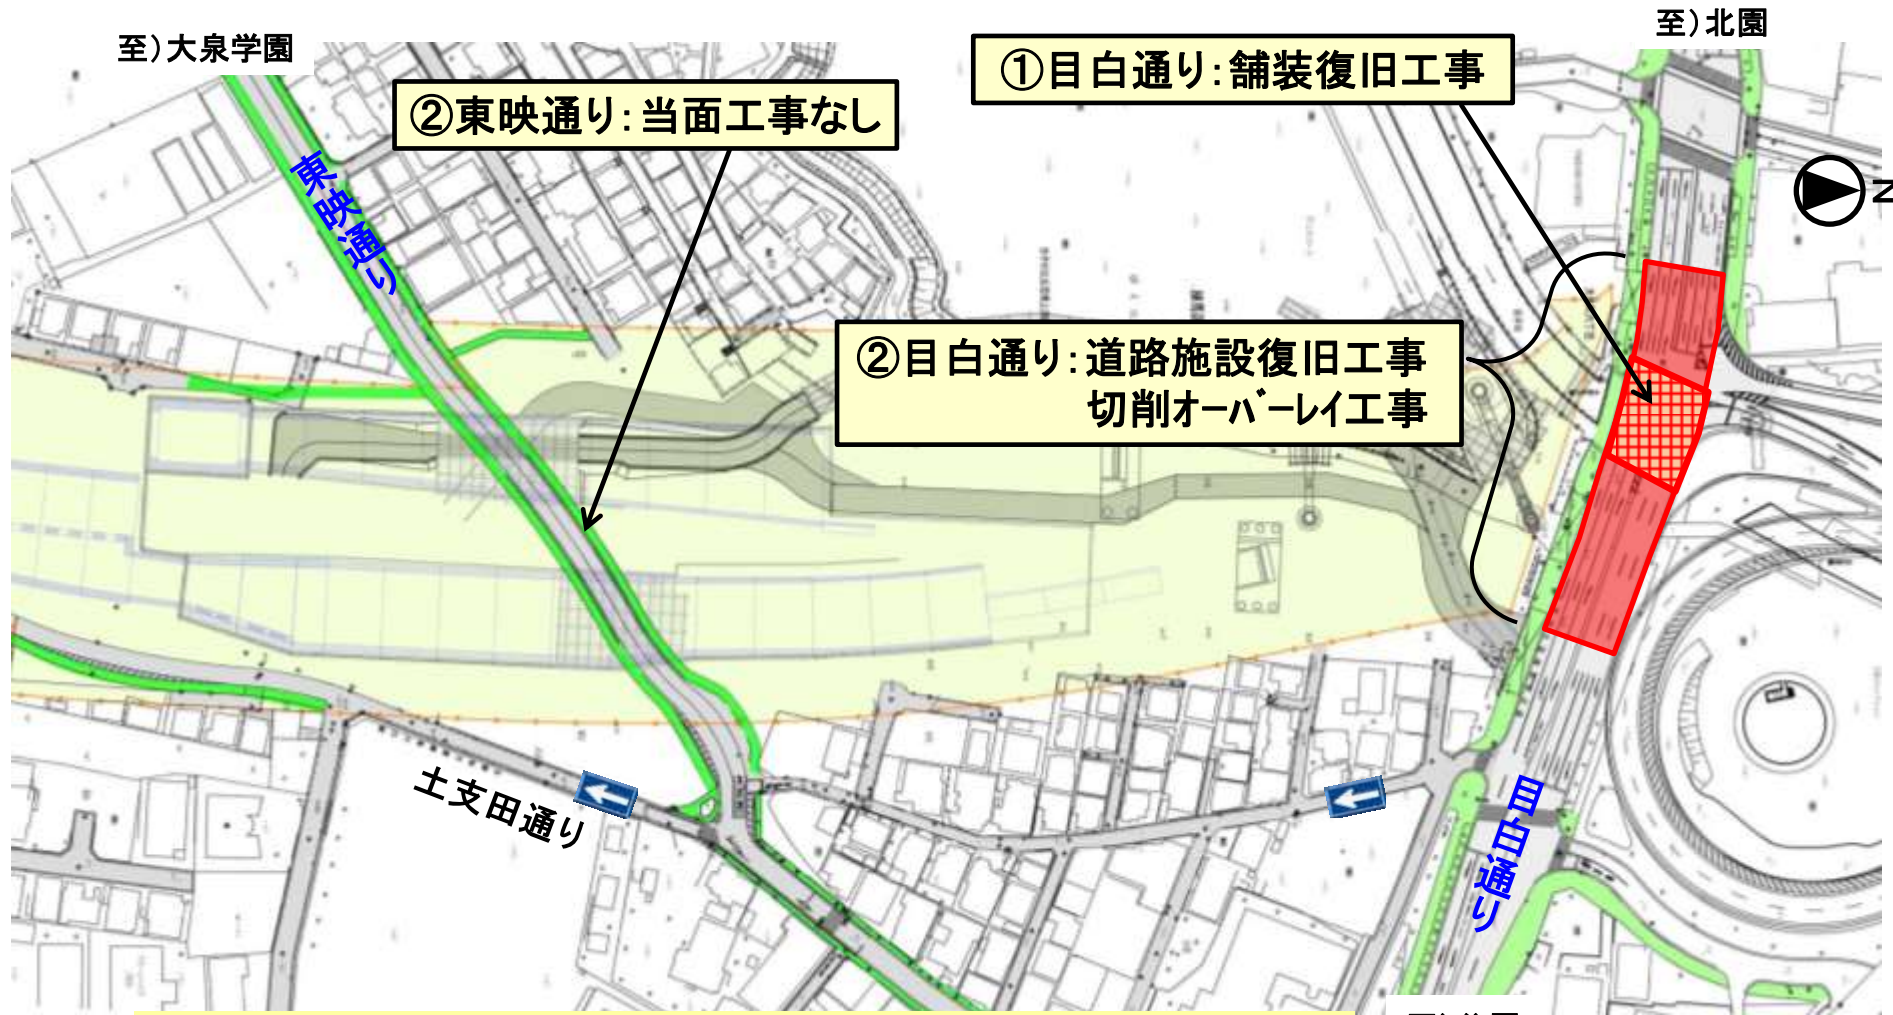 至）大泉学園
至）北園
①目白通り：舗装復旧工事
②東映通り：当面工事なし
N
東映通り
②目白通り：道路施設復旧工事
切削オーバーレイ工事
土支田通り
目白通り